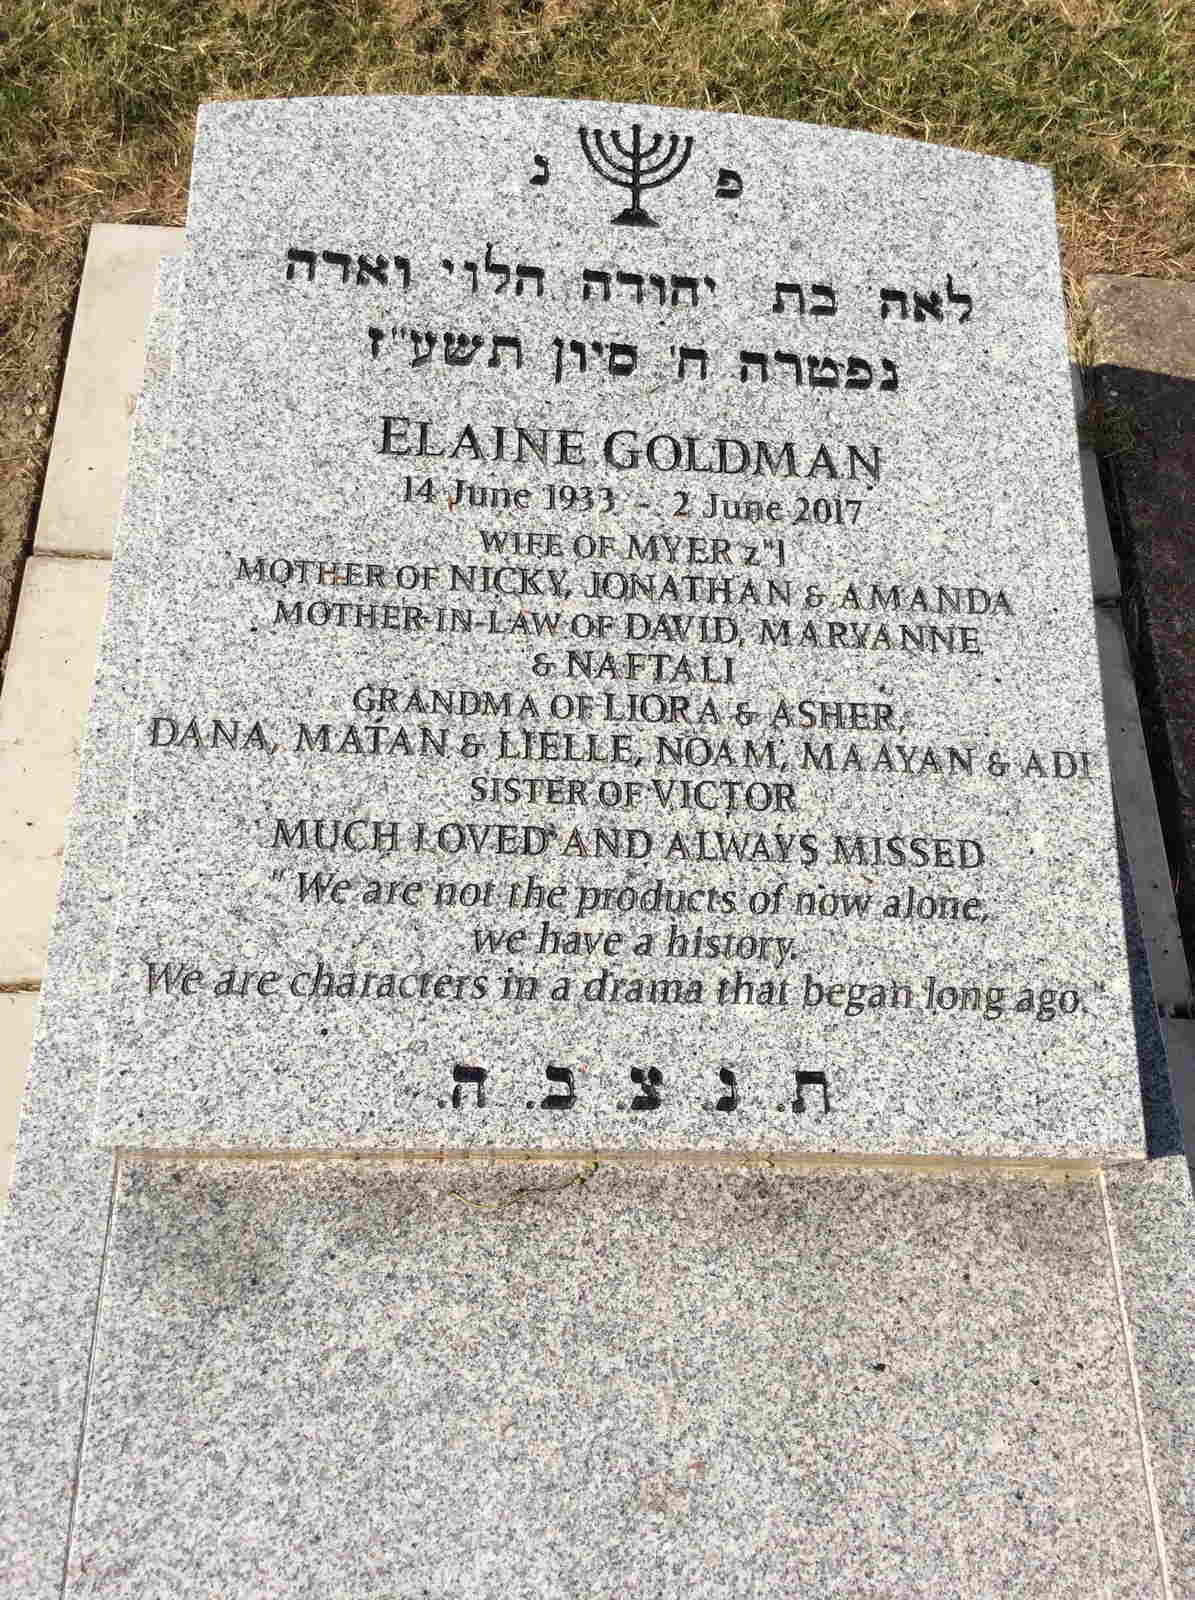 פ נ
לאה בת יהודה הלוי ואדה
נפטרה ח' סיון תשע"ז
ELAINE GOLDMAN
14 June 1933 - 2 June 2017
WIFE OF MYER z"l
MOTHER OF NICKY, JONATHAN & AMANDA
MOTHER-IN-LAW OF DAVID, MARYANNE
& NAFTALI
GRANDMA OF LIORA & ASHER,
DANA, MATAN & LIELLE, NOAM, MAAYAN & ADI
SISTER OF VICTOR
MUCH LOVED AND ALWAYS MISSED
"We are not the products of now alone,
we have a history.
We are characters in a drama that began long ago."
ת. נ. צ. ב. ה.